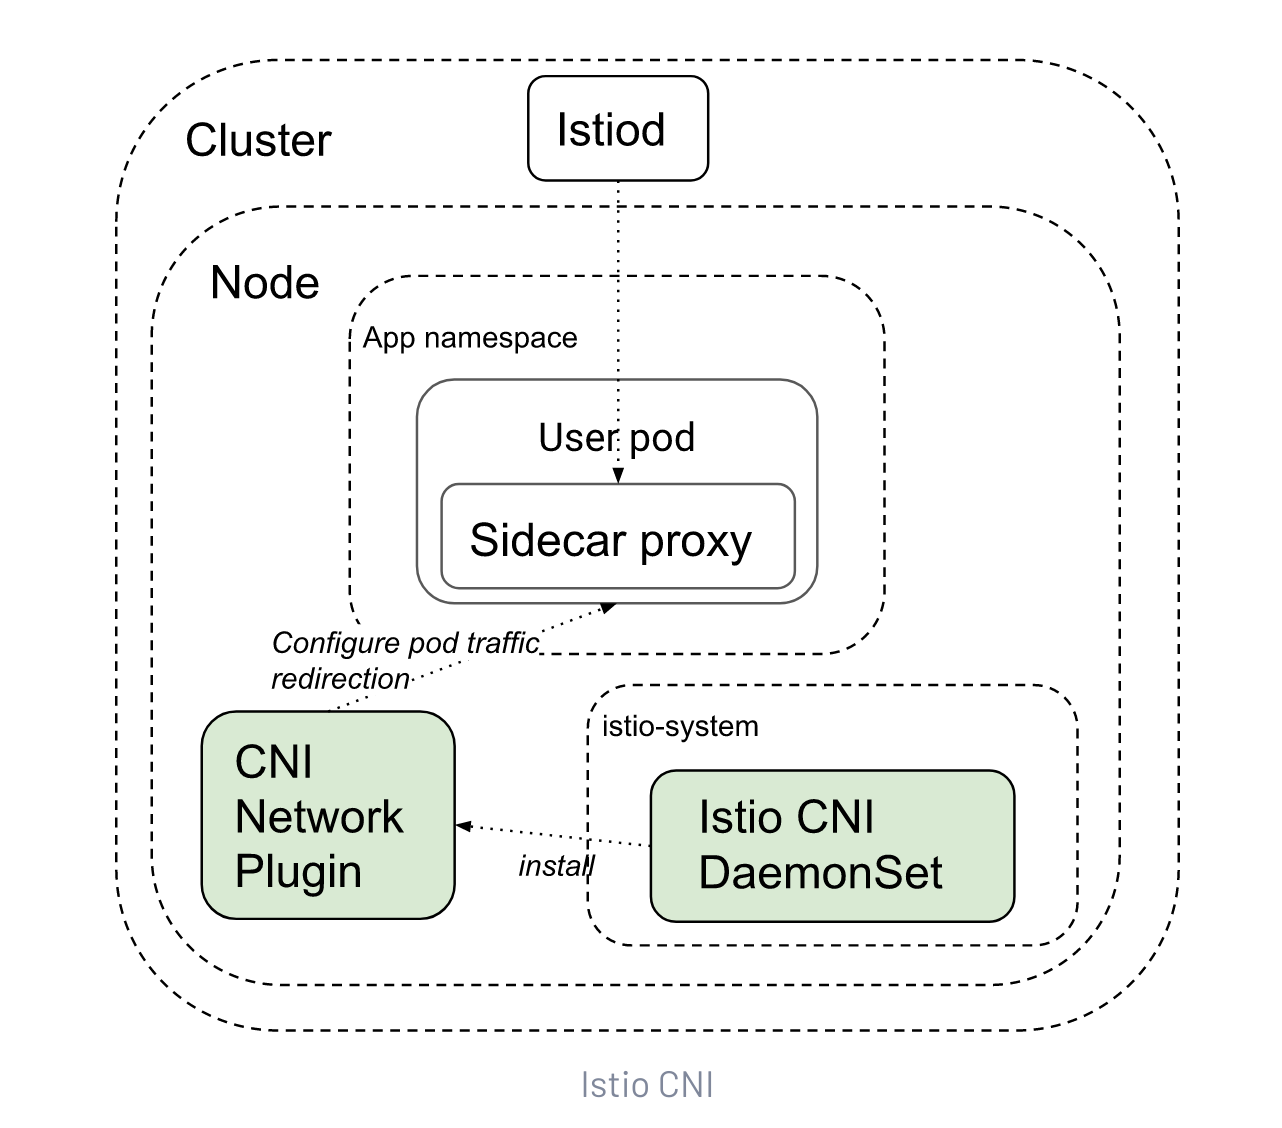 Istiod
Cluster
Node
App namespace
User pod
Sidecar proxy
Configure pod traffic
redirection
CNI
Network
Plugin
istio-system
Istio CNI
DaemonSet
install
Istio CNI